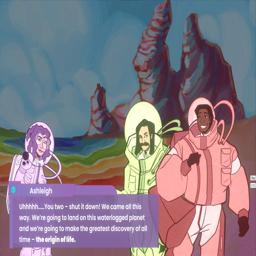 Ashleigh
Uhhhhh....You two - shut it down! We came all this
way. We're going to land on this waterlogged planet
and we're going to make the greatest discovery of all
time - the origin of life.